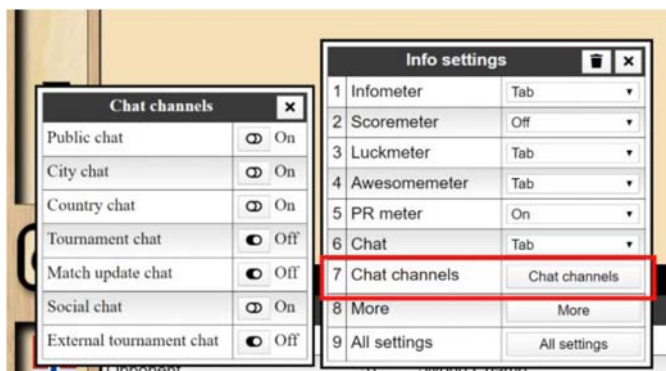 Chat channels
Public chat On
City chat On
Country chat On
Tournament chat Off
Match update chat Off
Social chat On
External tournament chat Off
Info settings
1 Infometer Tab
2 Scoremeter Off
3 Luckmeter Tab
4 Awesomemeter Tab
5 PR meter On
6 Chat Tab
7 Chat channels Chat channels
8 More More
9 All settings All settings
Opponent